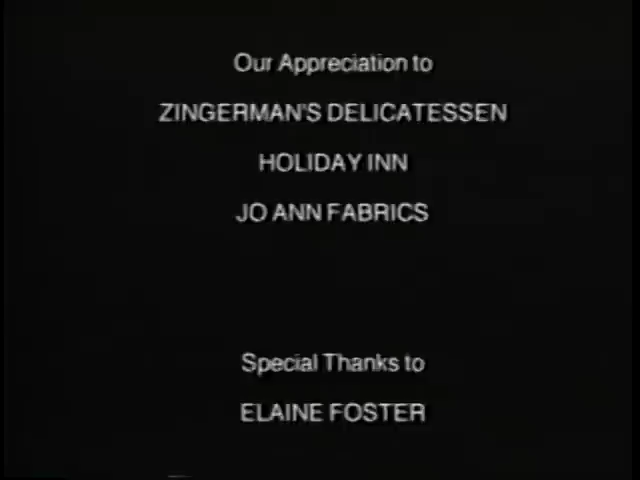 Our Appreciation to
ZINGERMAN'S DELICATESSEN
HOLIDAY INN
JO ANN FABRICS
Special Thanks to
ELAINE FOSTER